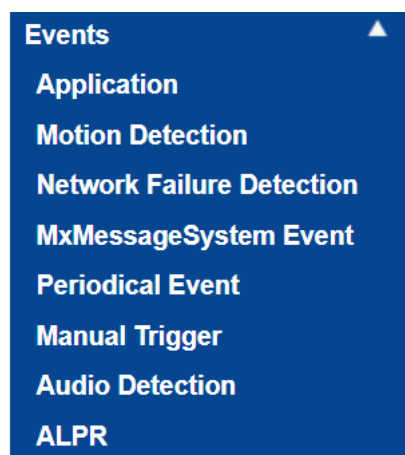 Events
Application
Motion Detection
Network Failure Detection
MxMessageSystem Event
Periodical Event
Manual Trigger
Audio Detection
ALPR